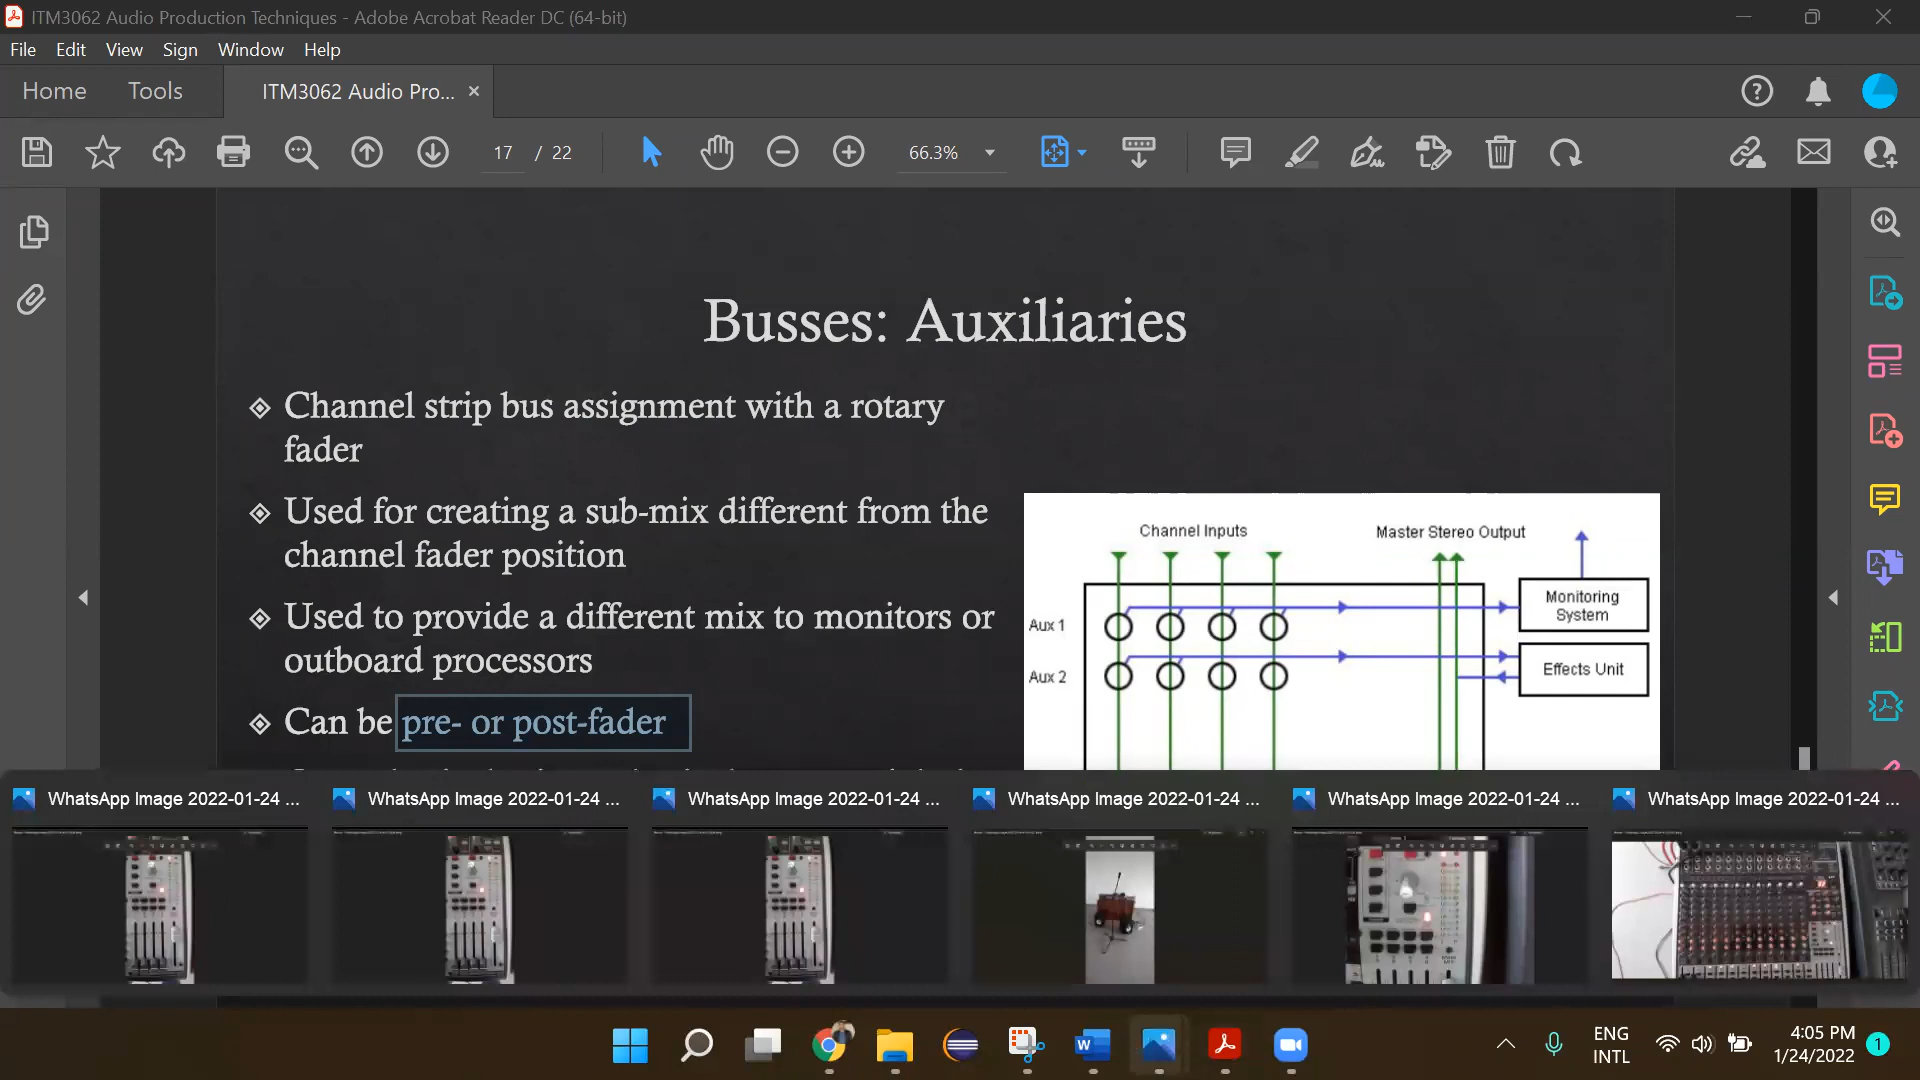 ITM3062 Audio Production Techniques - Adobe Acrobat Reader DC (64-bit)
File Edit View Sign Window Help
Home Tools ITM3062 Audio Pro...
17 / 22 66.3%
Busses: Auxiliaries
Channel strip bus assignment with a rotary
fader
Used for creating a sub-mix different from the
channel fader position
Used to provide a different mix to monitors or
outboard processors
Can be pre- or post-fader
Channel Inputs Master Stereo Output
Monitoring
System
Aux 1
Effects Unit
Aux 2
WhatsApp Image 2022-01-24 ... WhatsApp Image 2022-01-24 ... WhatsApp Image 2022-01-24 ... WhatsApp Image 2022-01-24 ... WhatsApp Image 2022-01-24 ... WhatsApp Image 2022-01-24 ...
ENG
INTL
4:05 PM
1/24/2022
1